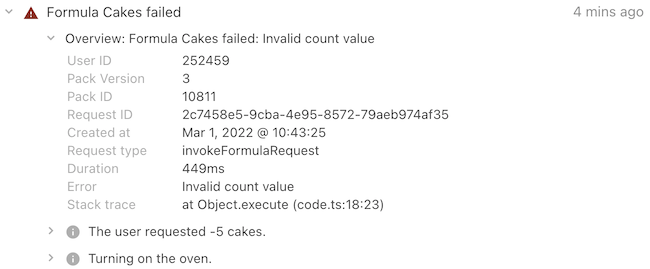 Formula Cakes failed 4 mins ago
Overview: Formula Cakes failed: Invalid count value
User ID 252459
Pack Version 3
Pack ID 10811
Request ID 2c7458e5-9cba-4e95-8572-79aeb974af35
Created at Mar 1, 2022 @ 10:43:25
Request type invokeFormulaRequest
Duration 449ms
Error Invalid count value
Stack trace at Object.execute (code.ts:18:23)
The user requested -5 cakes.
Turning on the oven.